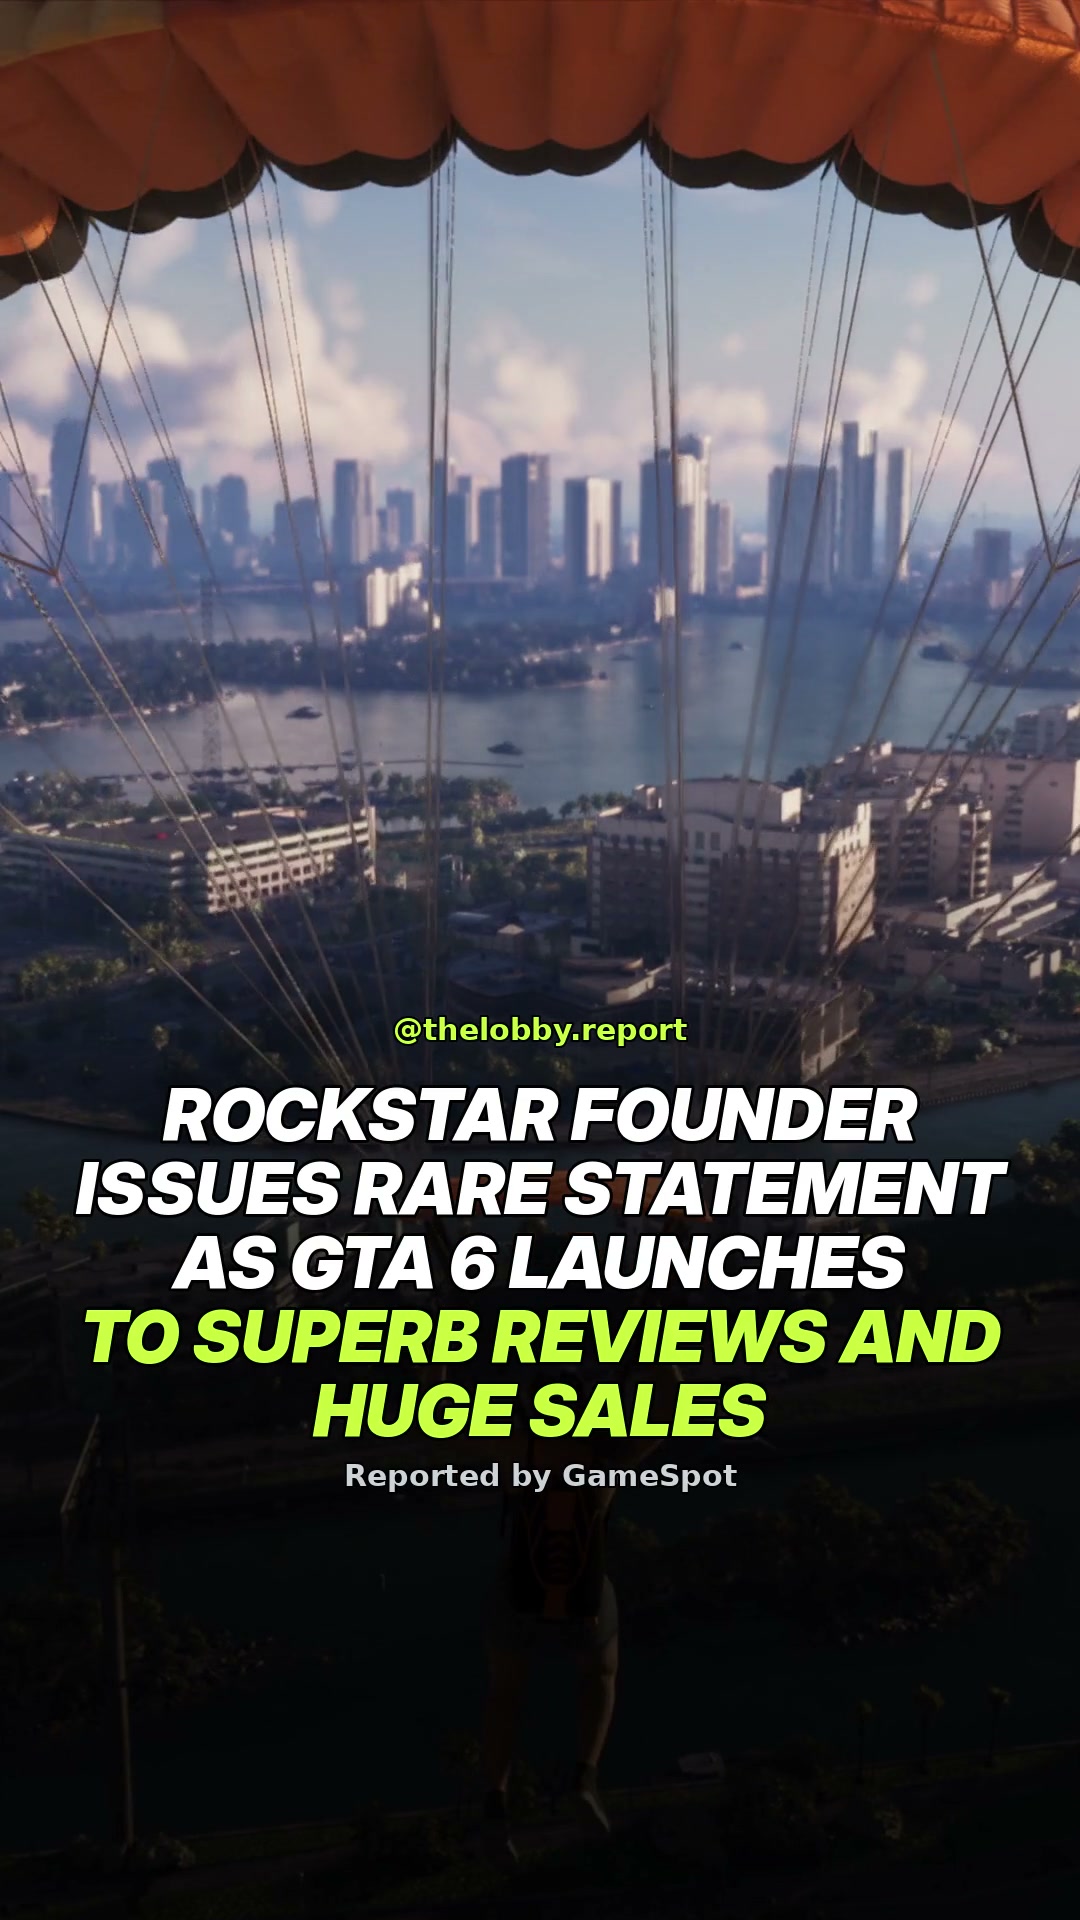 @thelobby.report
ROCKSTAR FOUNDER
ISSUES RARE STATEMENT
AS GTA 6 LAUNCHES
TO SUPERB REVIEWS AND
HUGE SALES
Reported by GameSpot